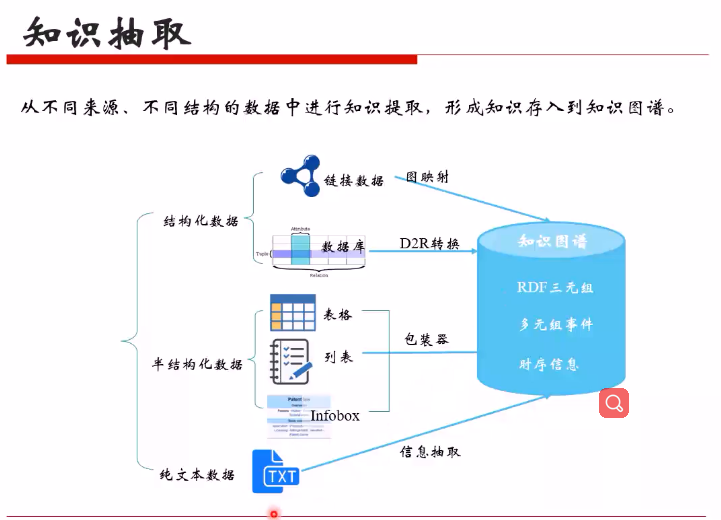 知识抽取
从不同来源、不同结构的数据中进行知识提取，形成知识存入到知识图谱。
链接数据
图映射
结构化数据
Attribute
Tuple
数据库
D2R转换
Relation
知识图谱
RDF三元组
多元组事件
时序信息
表格
包装器
半结构化数据
列表
Infobox
信息抽取
纯文本数据
TXT